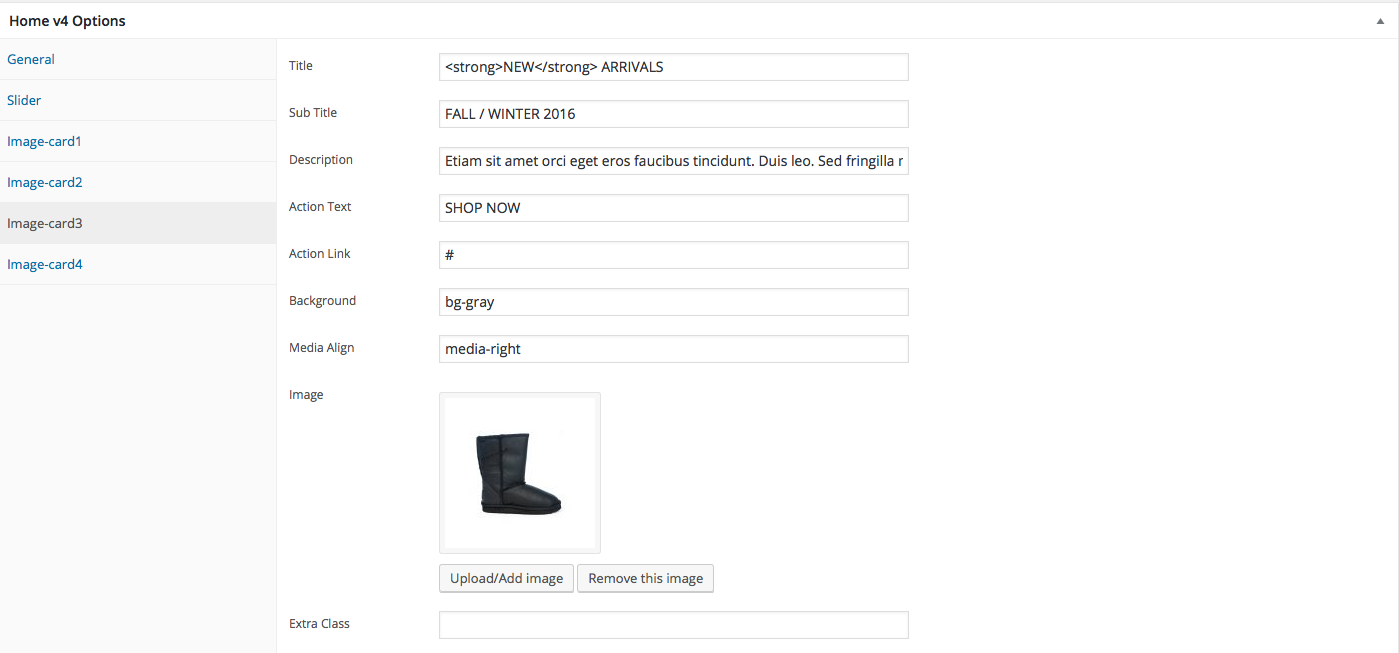 Home v4 Options
General
Slider
Image-card1
Image-card2
Image-card3
Image-card4
Title
<strong>NEW</strong> ARRIVALS
Sub Title
FALL / WINTER 2016
Description
Etiam sit amet orci eget eros faucibus tincidunt. Duis leo. Sed fringilla
Action Text
SHOP NOW
Action Link
#
Background
bg-gray
Media Align
media-right
Image
Upload/Add image
Remove this image
Extra Class